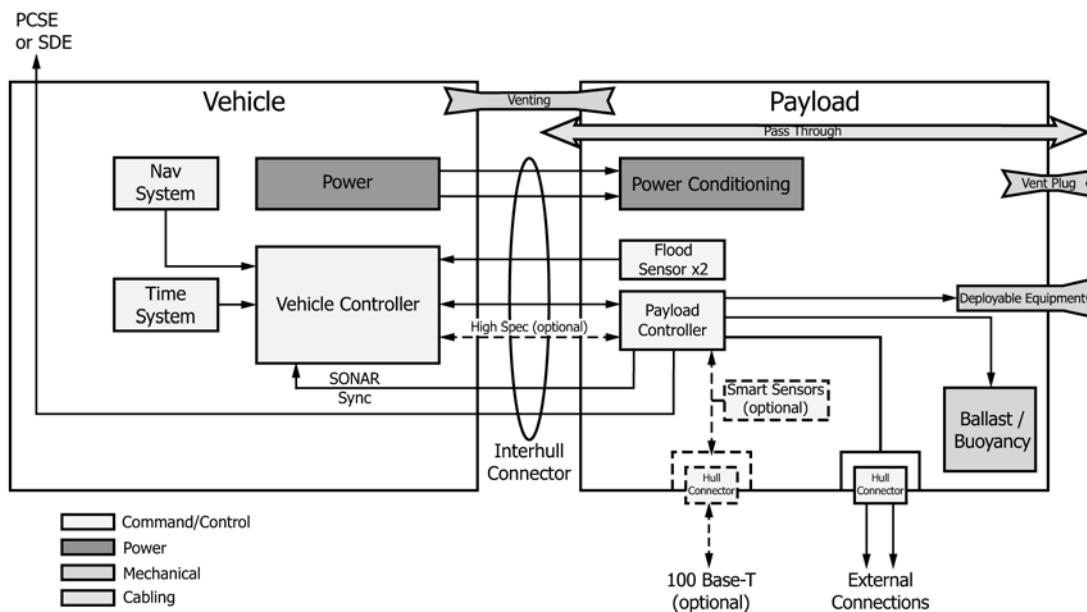 PCSE
or SDE
Vehicle
Venting
Payload
Pass Through
Nav
System
Power
Power Conditioning
Vent Plug
Flood
Sensor x2
Time
System
Vehicle Controller
Payload
Controller
Deployable Equipment
High Spec (optional)
SONAR
Sync
Smart Sensors
(optional)
Ballast /
Buoyancy
Interhull
Connector
Hull
Connector
Hull
Connector
Command/Control
Power
Mechanical
Cabling
100 Base-T
(optional)
External
Connections